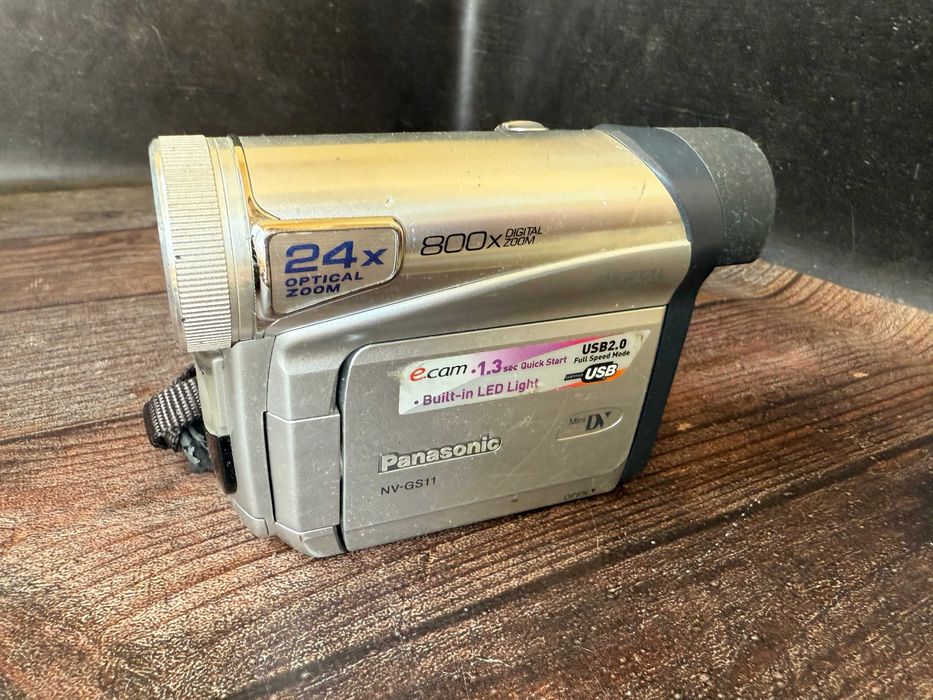 24x
OPTICAL
ZOOM
800x DIGITAL
ZOOM
e.cam •1.3 sec Quick Start
• Built-in LED Light
USB2.0
Full Speed Mode
CERTIFIED USB
Mini DV
Panasonic
NV-GS11
OPEN